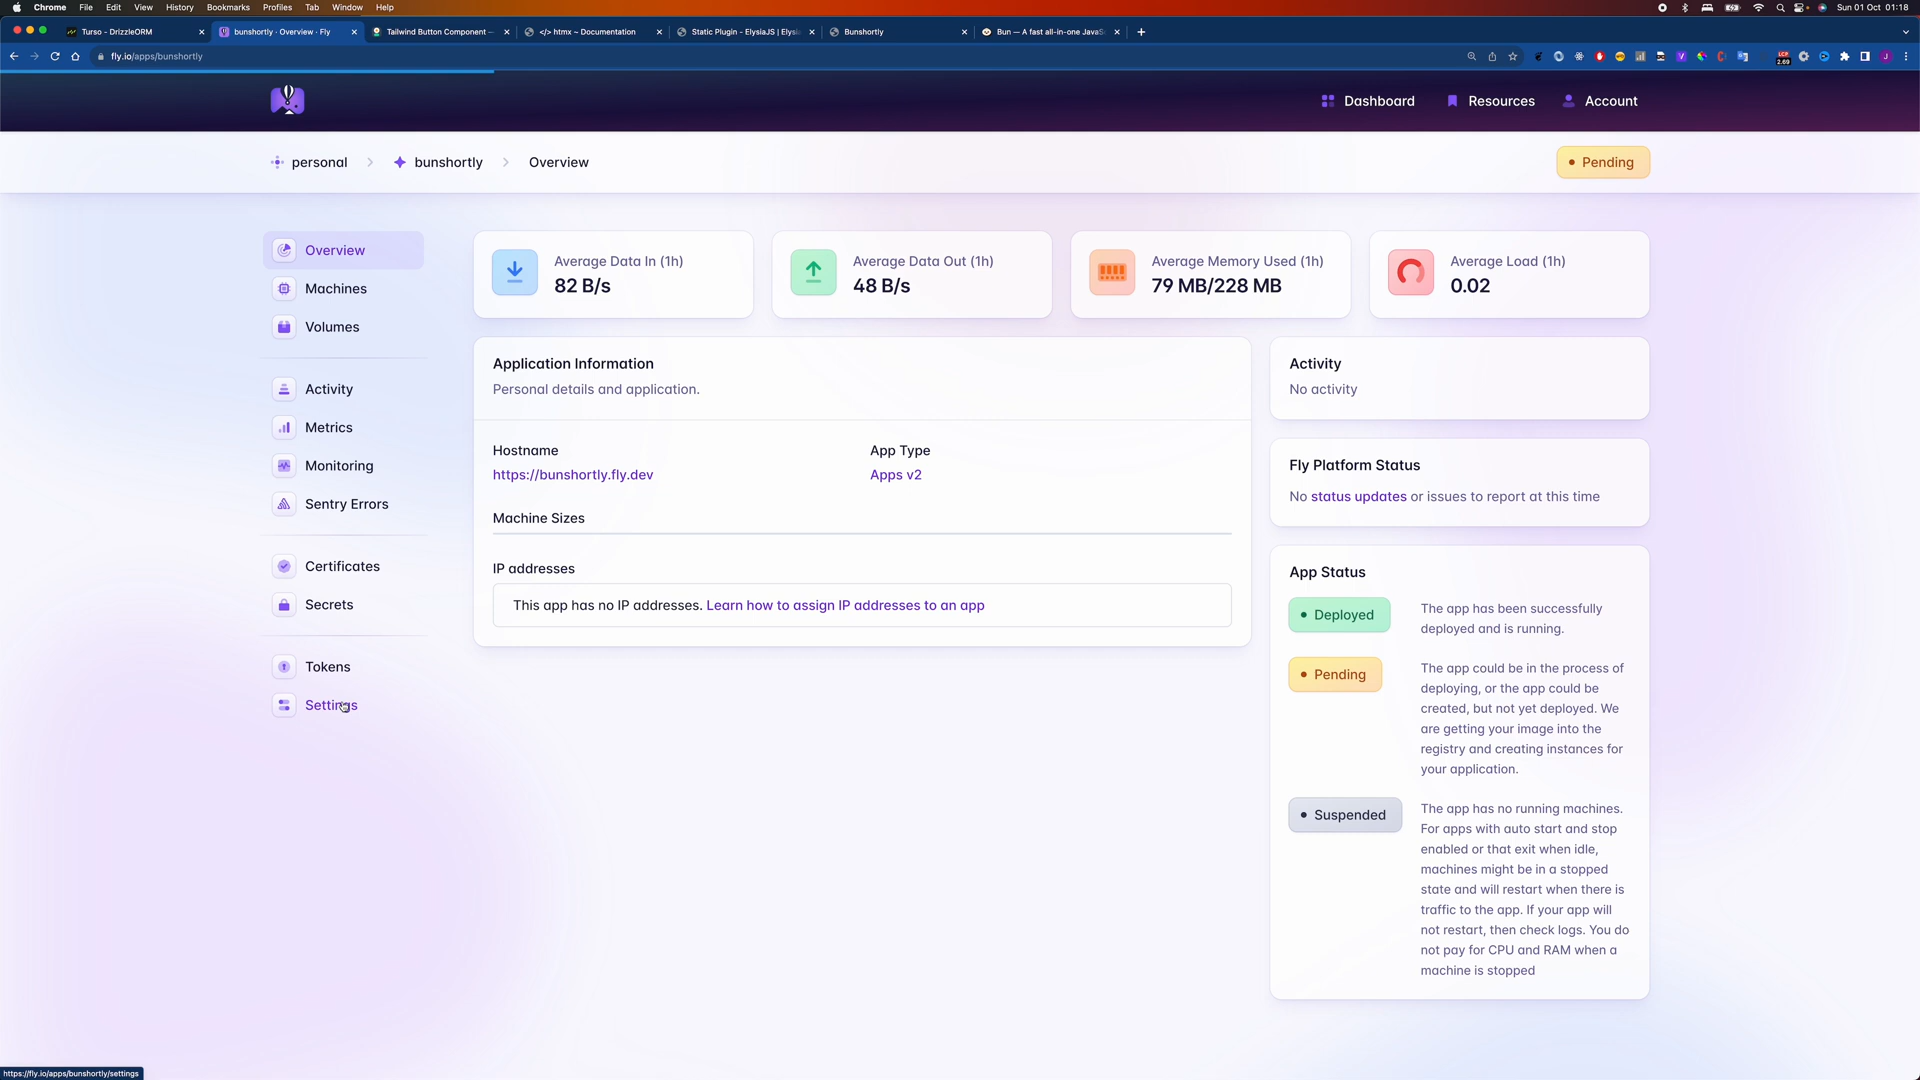 Chrome File Edit View History Bookmarks Profiles Tab Window Help
Sun 01 Oct 01:18
Turso - DrizzleORM
bunshortly · Overview · Fly
Tailwind Button Component —
</> htmx ~ Documentation
Static Plugin - ElysiaJS | Elysia
Bunshortly
Bun — A fast all-in-one JavaS
fly.io/apps/bunshortly
LCP
2.69
J
Dashboard
Resources
Account
personal
bunshortly
Overview
Pending
Overview
Machines
Volumes
Activity
Metrics
Monitoring
Sentry Errors
Certificates
Secrets
Tokens
Settings
Average Data In (1h)
82 B/s
Average Data Out (1h)
48 B/s
Average Memory Used (1h)
79 MB/228 MB
Average Load (1h)
0.02
Application Information
Personal details and application.
Hostname
https://bunshortly.fly.dev
App Type
Apps v2
Machine Sizes
IP addresses
This app has no IP addresses. Learn how to assign IP addresses to an app
Activity
No activity
Fly Platform Status
No status updates or issues to report at this time
App Status
Deployed
The app has been successfully
deployed and is running.
Pending
The app could be in the process of
deploying, or the app could be
created, but not yet deployed. We
are getting your image into the
registry and creating instances for
your application.
Suspended
The app has no running machines.
For apps with auto start and stop
enabled or that exit when idle,
machines might be in a stopped
state and will restart when there is
traffic to the app. If your app will
not restart, then check logs. You do
not pay for CPU and RAM when a
machine is stopped
https://fly.io/apps/bunshortly/settings